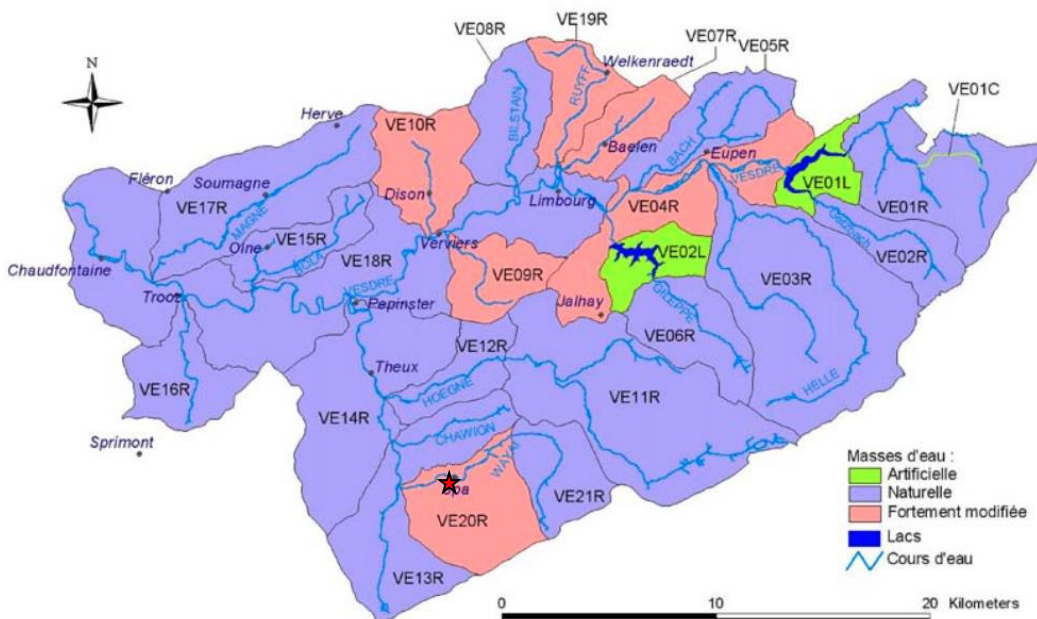 VE19R
VE08R
VE07R
VE05R
Welkenraedt
N
VE01C
RUYFF
Herve
VE10R
BILSTAIN
BACH
Baelen
Eupen
VESDRE
VE01L
Fléron
Soumagne
VE17R
Dison
Limbourg
VE04R
VE01R
MAGNE
VE15R
Olne
Verviers
VE02L
VE02R
VE18R
Chaudfontaine
VESDRE
VE09R
VE03R
GILEPPE
Trooz
Pepinster
Jalhay
VE06R
VE12R
Theux
VE16R
HOEGNE
VE11R
HELLE
VE14R
CHAWION
Sprimont
WAYAI
Spa
VE21R
VE20R
VE13R
Masses d'eau :
Artificielle
Naturelle
Fortement modifiée
Lacs
Cours d'eau
0 10 20 Kilometers